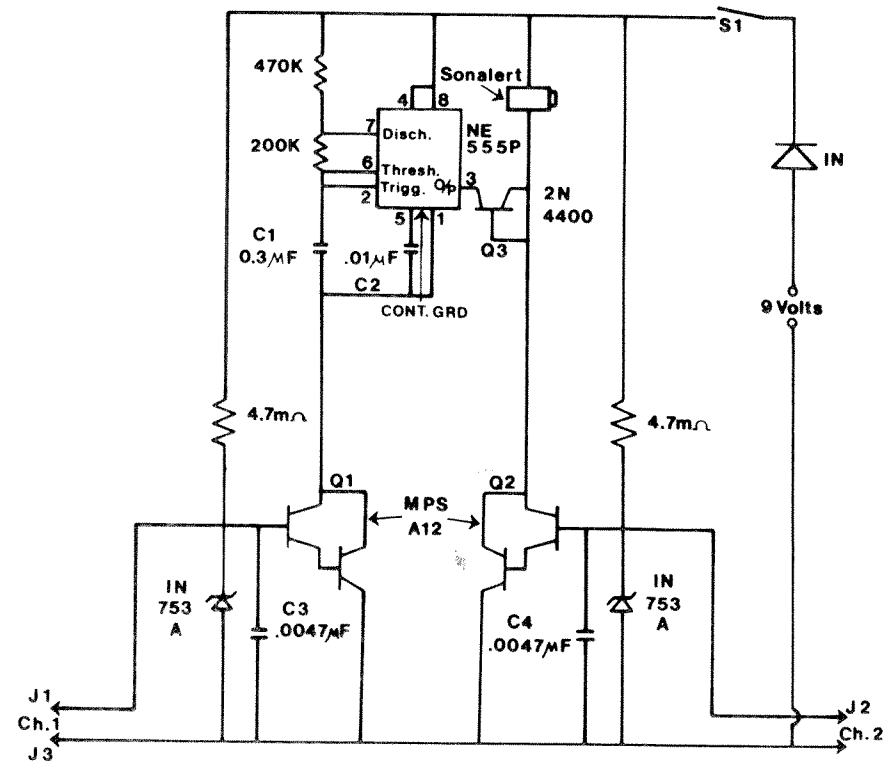 S1
470K
Sonalert
4 8
7 Disch.
NE
555P
200K
6 Thresh.
2 Trigg. O/P 3
2N
4400
IN
5 1
Q3
C1
0.3μF
.01μF
C2
CONT. GRD
9 Volts
4.7mΩ
4.7mΩ
Q1
Q2
MPS
A12
IN
753
A
C3
.0047μF
C4
.0047μF
IN
753
A
J1
Ch.1
J3
J2
Ch.2